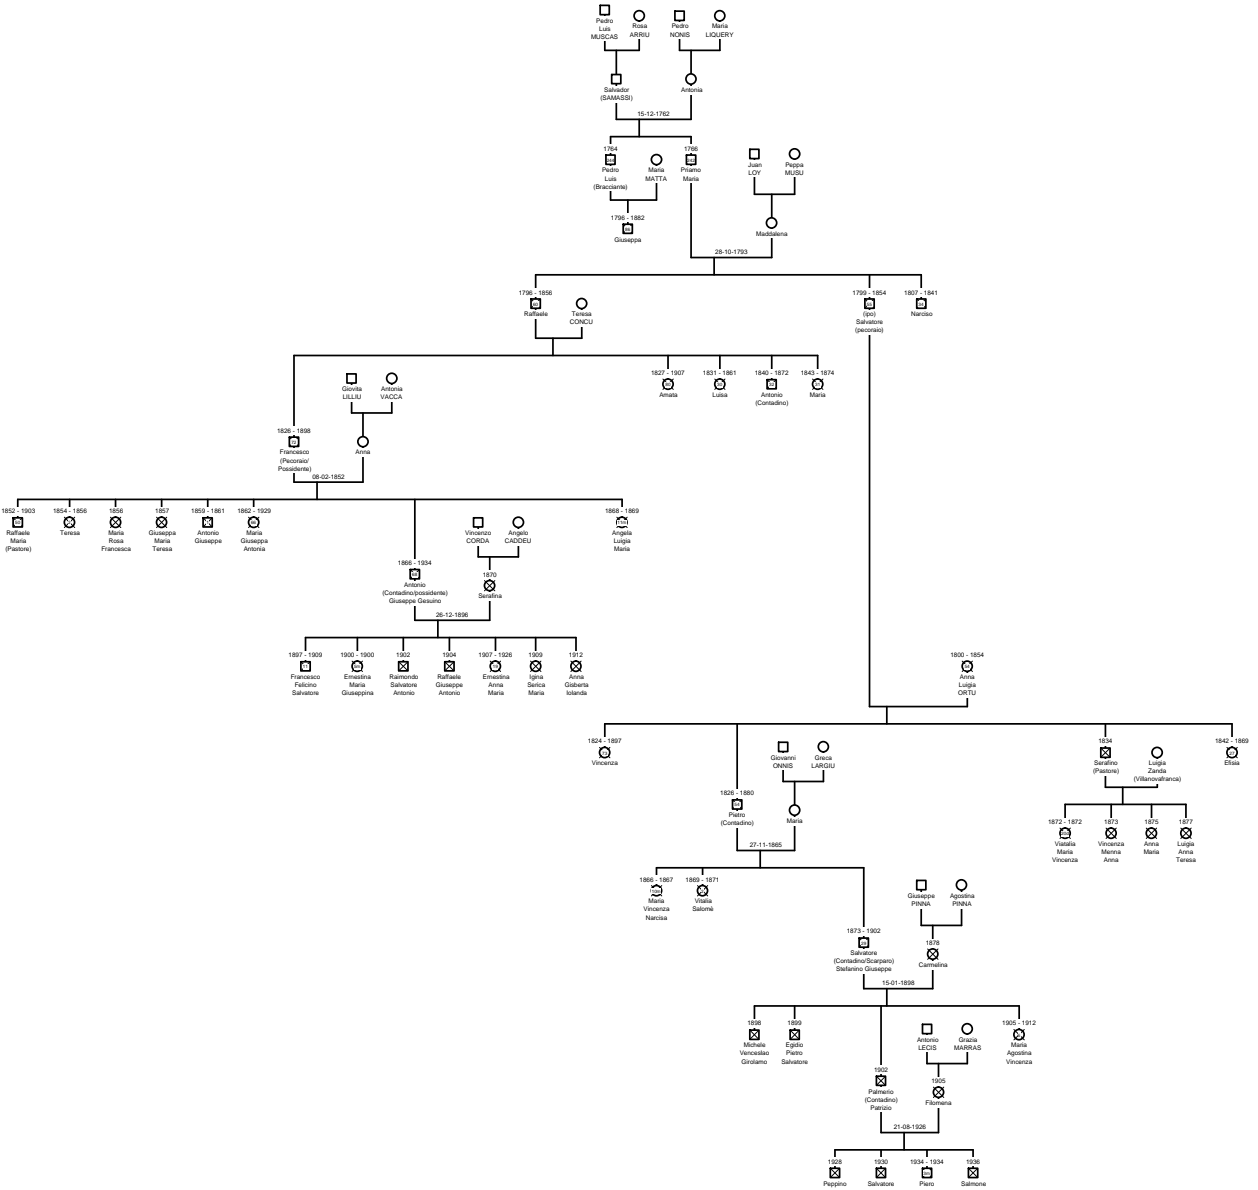 Pedro
Luis
MUSCAS
Rosa
ARRIU
Pedro
NONIS
Maria
LIQUERY
Salvador
(SAMASSI)
Antonia
15-12-1762
1764
Pedro
Luis
(Bracciante)
Maria
MATTA
1766
Priamo
Maria
Juan
LOY
Peppa
MUSU
1796 - 1882
Giuseppa
Maddalena
28-10-1793
1796 - 1856
Raffaele
Teresa
CONCU
1799 - 1854
(ipo)
Salvatore
(pecoraio)
1807 - 1841
Narciso
Giovita
LILLIU
Antonia
VACCA
1827 - 1907
Amata
1831 - 1861
Luisa
1840 - 1872
Antonio
(Contadino)
1843 - 1874
Maria
1826 - 1898
Francesco
(Pecoraio/
Possidente)
Anna
08-02-1852
1852 - 1903
Raffaele
Maria
(Pastore)
1854 - 1856
Teresa
1856
Maria
Rosa
Francesca
1857
Giuseppa
Maria
Teresa
1859 - 1861
Antonio
Giuseppe
1862 - 1929
Maria
Giuseppa
Antonia
Vincenzo
CORDA
Angelo
CADDEU
1868 - 1869
Angela
Luigia
Maria
1866 - 1934
Antonio
(Contadino/possidente)
Giuseppe Gesuino
1870
Serafina
26-12-1896
1897 - 1909
Francesco
Felicino
Salvatore
1900 - 1900
Ernestina
Maria
Giuseppina
1902
Raimondo
Salvatore
Antonio
1904
Raffaele
Giuseppe
Antonio
1907 - 1926
Ernestina
Anna
Maria
1909
Igina
Serica
Maria
1912
Anna
Gisberta
Iolanda
1800 - 1854
Anna
Luigia
ORTU
1824 - 1897
Vincenza
Giovanni
ONNIS
Greca
LARGIU
1834
Serafino
(Pastore)
Luigia
Zanda
(Villanovafranca)
1842 - 1869
Efisia
1826 - 1880
Pietro
(Contadino)
Maria
27-11-1865
1872 - 1872
Viatalia
Maria
Vincenza
1873
Vincenza
Menna
Anna
1875
Anna
Maria
1877
Luigia
Anna
Teresa
1866 - 1867
Maria
Vincenza
Narcisa
1869 - 1871
Vitalia
Salomè
Giuseppe
PINNA
Agostina
PINNA
1873 - 1902
Salvatore
(Contadino/Scarparo)
Stefanino Giuseppe
1878
Carmelina
15-01-1898
1898
Michele
Venceslao
Girolamo
1899
Egidio
Pietro
Salvatore
Antonio
LECIS
Grazia
MARRAS
1905 - 1912
Maria
Agostina
Vincenza
1902
Palmerio
(Contadino)
Patrizio
1905
Filomena
21-08-1926
1928
Peppino
1930
Salvatore
1934 - 1934
Piero
1936
Salmone